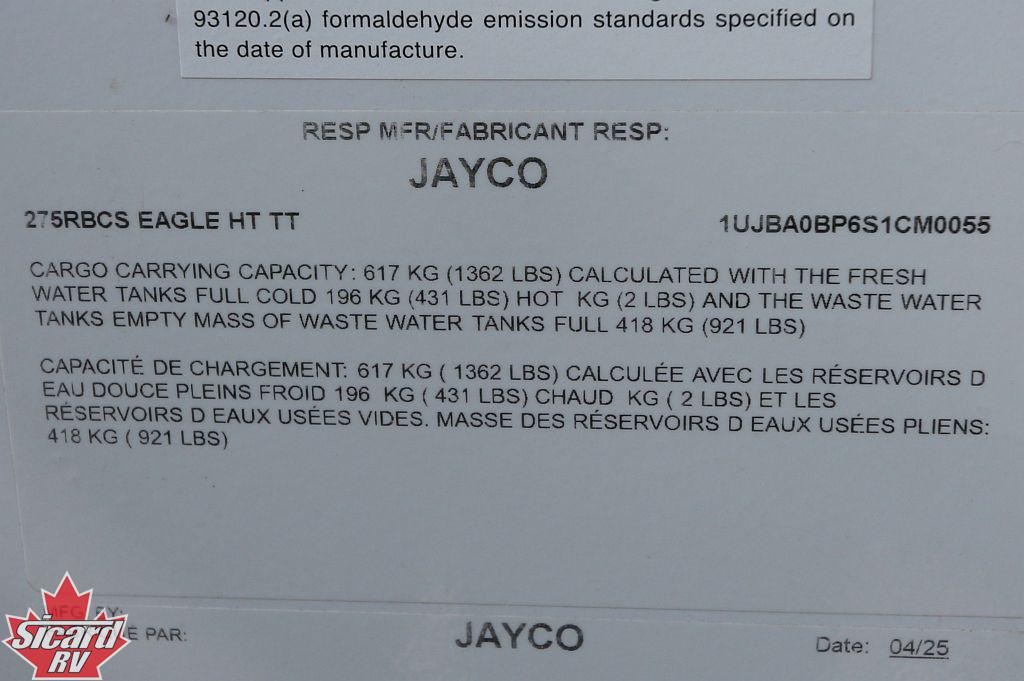 93120.2(a) formaldehyde emission standards specified on
the date of manufacture.
RESP MFR/FABRICANT RESP:
JAYCO
275RBCS EAGLE HT TT 1UJBA0BP6S1CM0055
CARGO CARRYING CAPACITY: 617 KG (1362 LBS) CALCULATED WITH THE FRESH
WATER TANKS FULL COLD 196 KG (431 LBS) HOT KG (2 LBS) AND THE WASTE WATER
TANKS EMPTY MASS OF WASTE WATER TANKS FULL 418 KG (921 LBS)
CAPACITÉ DE CHARGEMENT: 617 KG ( 1362 LBS) CALCULÉE AVEC LES RÉSERVOIRS D
EAU DOUCE PLEINS FROID 196 KG ( 431 LBS) CHAUD KG ( 2 LBS) ET LES
RÉSERVOIRS D EAUX USÉES VIDES. MASSE DES RÉSERVOIRS D EAUX USÉES PLIENS:
418 KG ( 921 LBS)
MFG BY:
PAR: JAYCO Date: 04/25
Sicard
RV